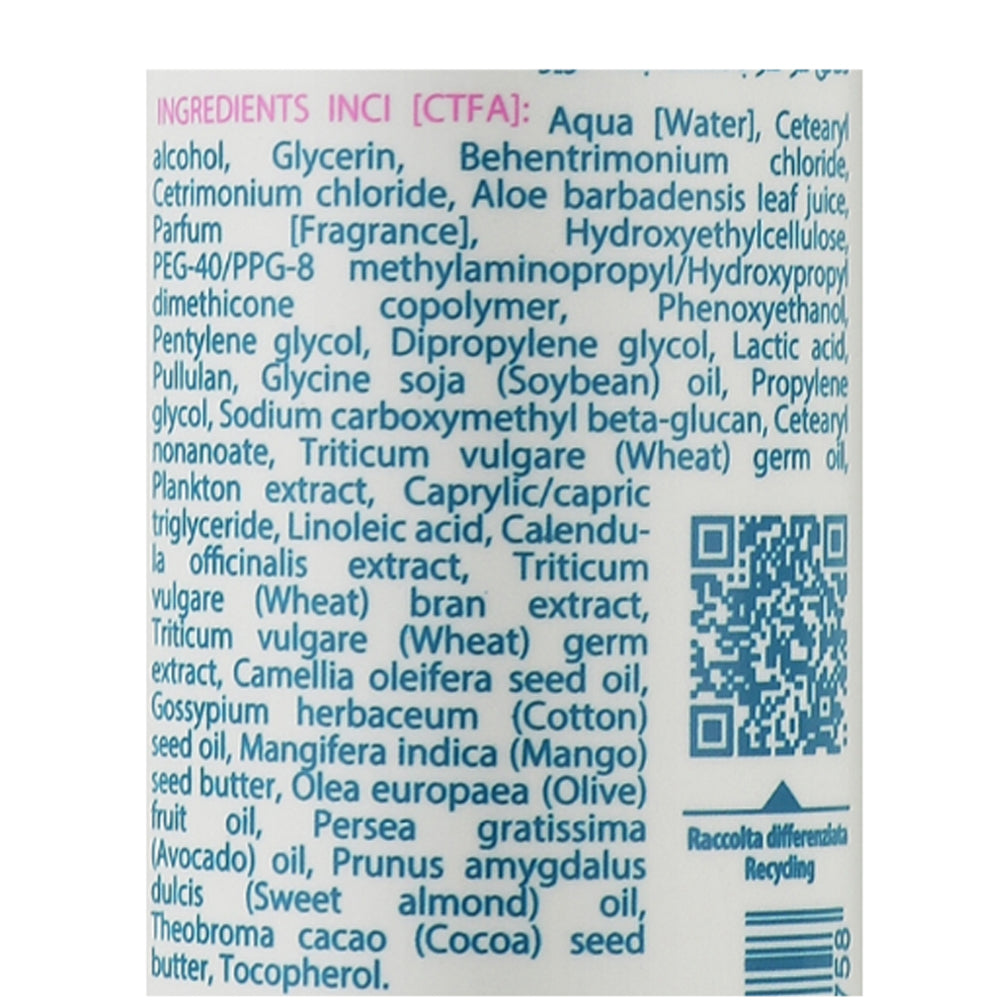 INGREDIENTS INCI [CTFA]: Aqua [Water], Cetearyl
alcohol, Glycerin, Behentrimonium chloride,
Cetrimonium chloride, Aloe barbadensis leaf juice,
Parfum [Fragrance], Hydroxyethylcellulose,
PEG-40/PPG-8 methylaminopropyl/Hydroxypropyl
dimethicone copolymer, Phenoxyethanol,
Pentylene glycol, Dipropylene glycol, Lactic acid,
Pullulan, Glycine soja (Soybean) oil, Propylene
glycol, Sodium carboxymethyl beta-glucan, Cetearyl
nonanoate, Triticum vulgare (Wheat) germ oil,
Plankton extract, Caprylic/capric
triglyceride, Linoleic acid, Calendu-
la officinalis extract, Triticum
vulgare (Wheat) bran extract,
Triticum vulgare (Wheat) germ
extract, Camellia oleifera seed oil,
Gossypium herbaceum (Cotton)
seed oil, Mangifera indica (Mango)
seed butter, Olea europaea (Olive)
fruit oil, Persea gratissima
(Avocado) oil, Prunus amygdalus
dulcis (Sweet almond) oil,
Theobroma cacao (Cocoa) seed
butter, Tocopherol.
Raccolta differenziata
Recycling
758